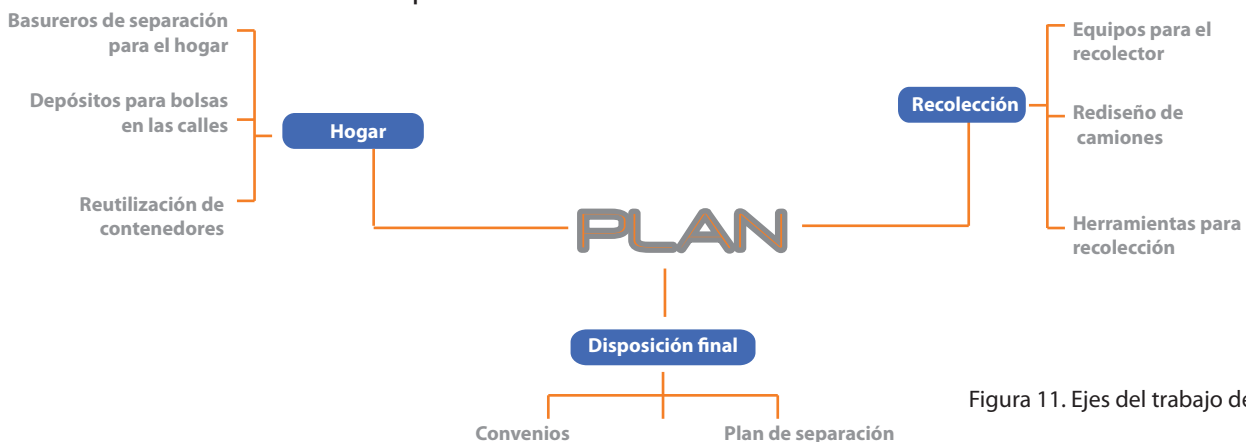 Basureros de separación
para el hogar
Depósitos para bolsas
en las calles
Reutilización de
contenedores
Hogar
PLAN
Recolección
Equipos para el
recolector
Rediseño de
camiones
Herramientas para
recolección
Disposición final
Convenios
Plan de separación
Figura 11. Ejes del trabajo de